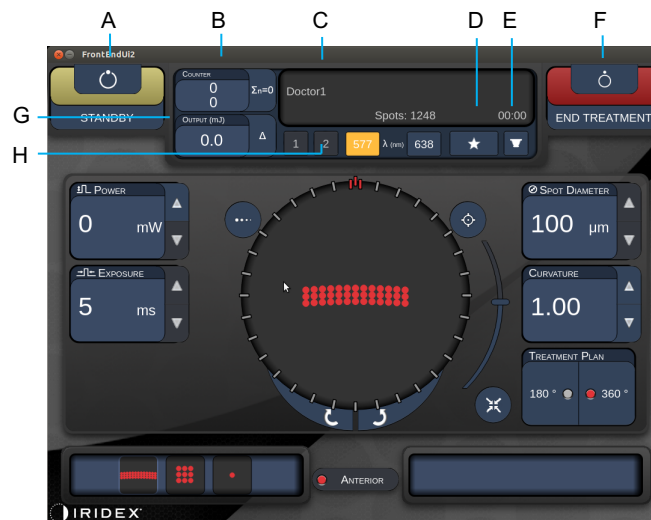 A
B
C
D
E
F
G
H
FrontEndUi2
STANDBY
COUNTER
0
0
Σn=0
OUTPUT (mJ)
0.0
Δ
Doctor1
Spots: 1248
00:00
1
2
577
λ (nm)
638
END TREATMENT
POWER
0
mW
EXPOSURE
5
ms
SPOT DIAMETER
100
µm
CURVATURE
1.00
TREATMENT PLAN
180 °
360 °
ANTERIOR
IRIDEX